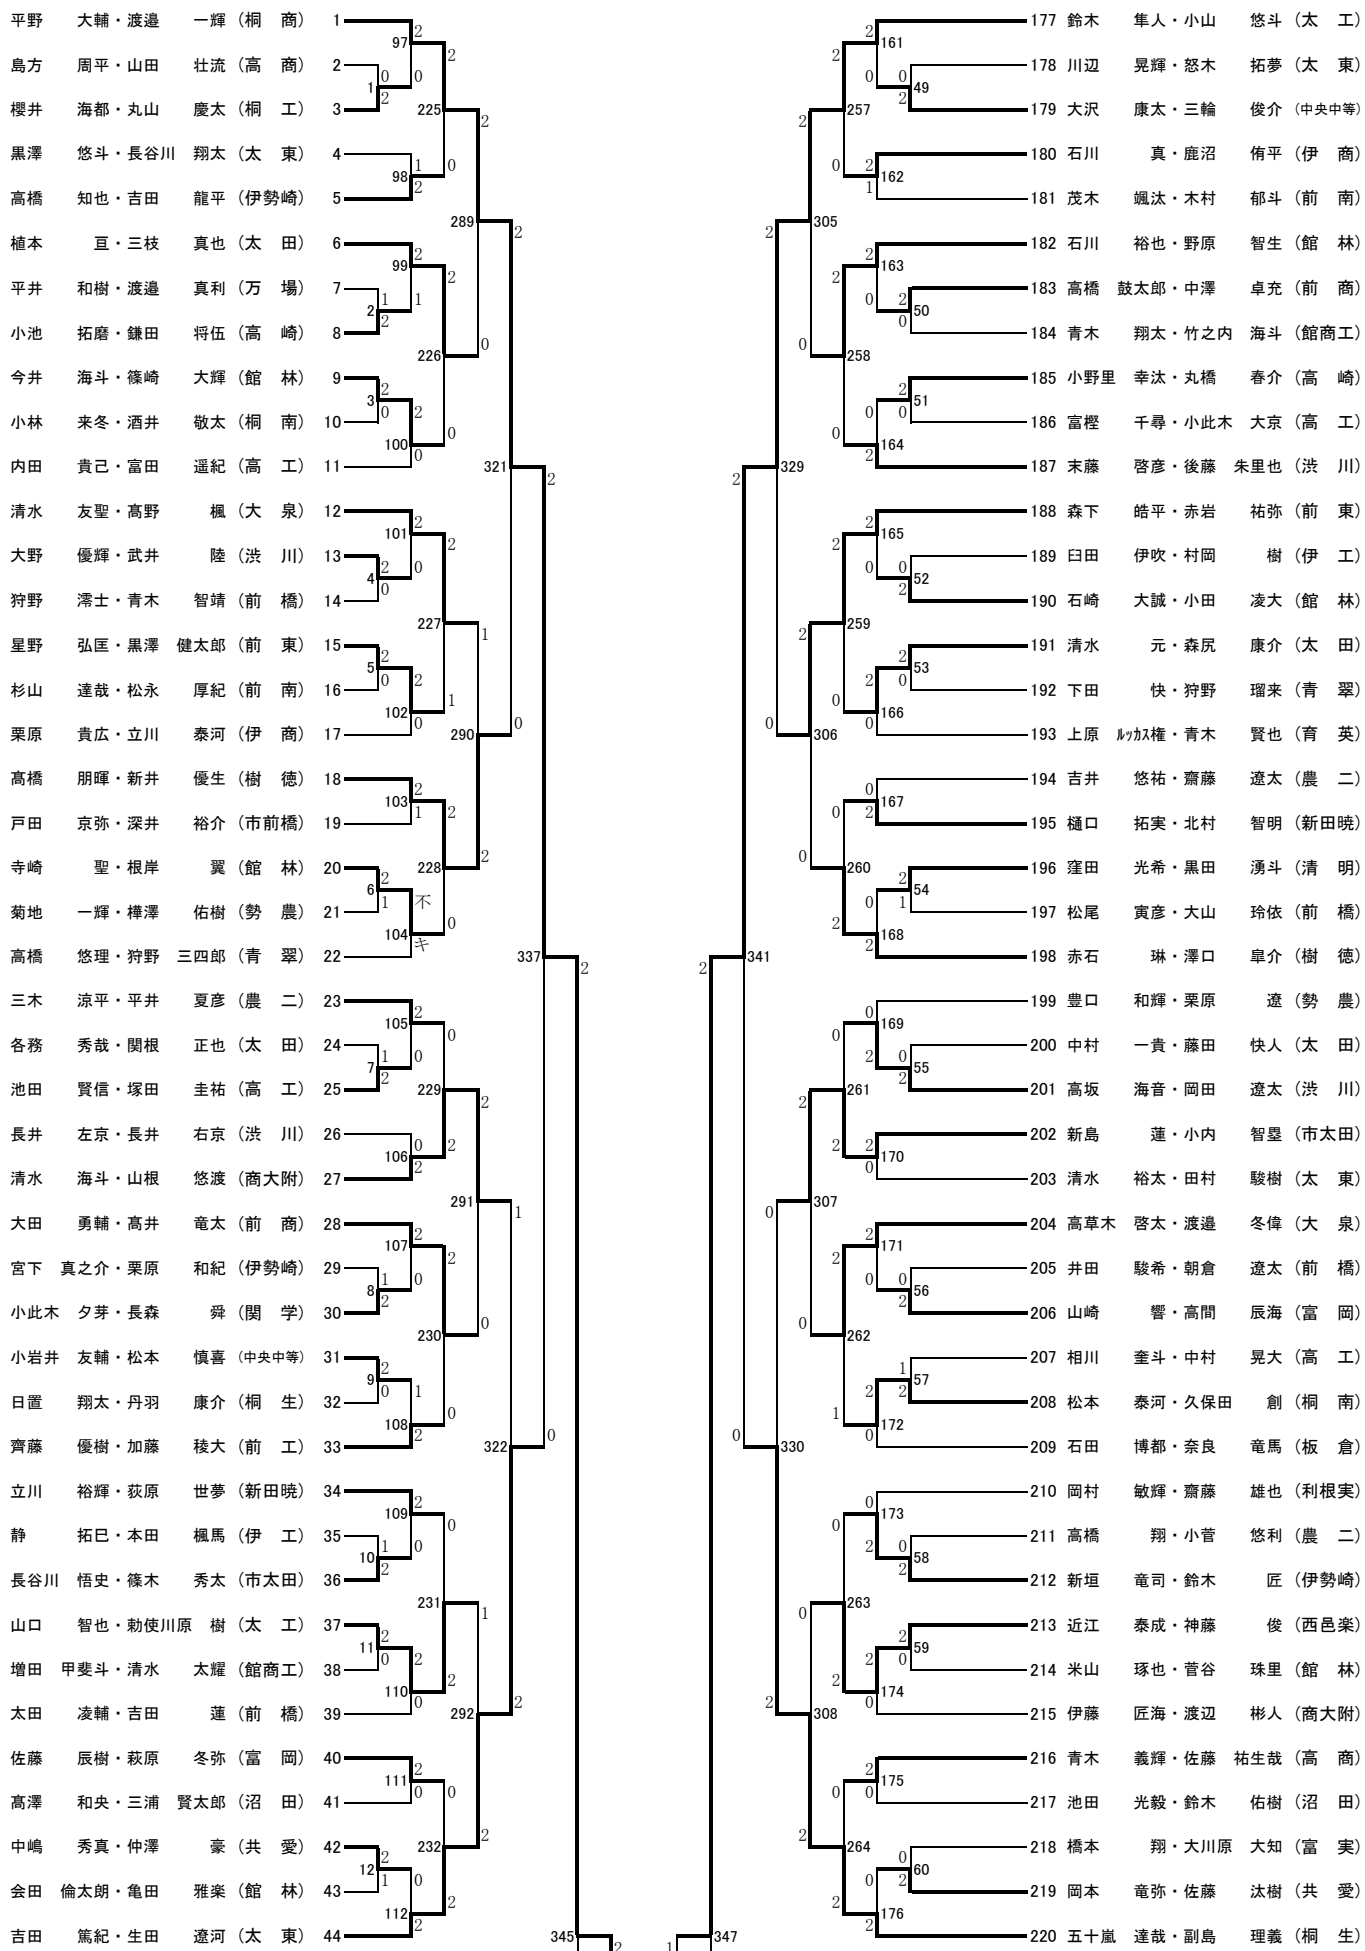 平野 大輔・渡邉 一輝（桐 商） 1
島方 周平・山田 壮流（高 商） 2
櫻井 海都・丸山 慶太（桐 工） 3
黒澤 悠斗・長谷川 翔太（太 東） 4
高橋 知也・吉田 龍平（伊勢崎） 5
植本 亘・三枝 真也（太 田） 6
平井 和樹・渡邉 真利（万 場） 7
小池 拓磨・鎌田 将伍（高 崎） 8
今井 海斗・篠崎 大輝（館 林） 9
小林 来冬・酒井 敬太（桐 南） 10
内田 貴己・富田 遥紀（高 工） 11
清水 友聖・髙野 楓（大 泉） 12
大野 優輝・武井 陸（渋 川） 13
狩野 澪士・青木 智靖（前 橋） 14
星野 弘匡・黒澤 健太郎（前 東） 15
杉山 達哉・松永 厚紀（前 南） 16
栗原 貴広・立川 泰河（伊 商） 17
髙橋 朋暉・新井 優生（樹 徳） 18
戸田 京弥・深井 裕介（市前橋） 19
寺崎 聖・根岸 翼（館 林） 20
菊地 一輝・樺澤 佑樹（勢 農） 21
高橋 悠理・狩野 三四郎（青 翠） 22
三木 涼平・平井 夏彦（農 二） 23
各務 秀哉・関根 正也（太 田） 24
池田 賢信・塚田 圭祐（高 工） 25
長井 左京・長井 右京（渋 川） 26
清水 海斗・山根 悠渡（商大附） 27
大田 勇輔・髙井 竜太（前 商） 28
宮下 真之介・栗原 和紀（伊勢崎） 29
小此木 夕芽・長森 舜（関 学） 30
小岩井 友輔・松本 慎喜（中央中等） 31
日置 翔太・丹羽 康介（桐 生） 32
齊藤 優樹・加藤 稜大（前 工） 33
立川 裕輝・荻原 世夢（新田暁） 34
静 拓巳・本田 楓馬（伊 工） 35
長谷川 悟史・篠木 秀太（市太田） 36
山口 智也・勅使川原 樹（太 工） 37
増田 甲斐斗・清水 太耀（館商工） 38
太田 凌輔・吉田 蓮（前 橋） 39
佐藤 辰樹・萩原 冬弥（富 岡） 40
髙澤 和央・三浦 賢太郎（沼 田） 41
中嶋 秀真・仲澤 豪（共 愛） 42
会田 倫太朗・亀田 雅楽（館 林） 43
吉田 篤紀・生田 遼河（太 東） 44
177 鈴木 隼人・小山 悠斗（太 工）
178 川辺 晃輝・怒木 拓夢（太 東）
179 大沢 康太・三輪 俊介（中央中等）
180 石川 真・鹿沼 侑平（伊 商）
181 茂木 颯汰・木村 郁斗（前 南）
182 石川 裕也・野原 智生（館 林）
183 高橋 鼓太郎・中澤 卓充（前 商）
184 青木 翔太・竹之内 海斗（館商工）
185 小野里 幸汰・丸橋 春介（高 崎）
186 富樫 千尋・小此木 大京（高 工）
187 末藤 啓彦・後藤 朱里也（渋 川）
188 森下 皓平・赤岩 祐弥（前 東）
189 臼田 伊吹・村岡 樹（伊 工）
190 石崎 大誠・小田 凌大（館 林）
191 清水 元・森尻 康介（太 田）
192 下田 快・狩野 瑠来（青 翠）
193 上原 ルッカス権・青木 賢也（育 英）
194 吉井 悠祐・齋藤 遼太（農 二）
195 樋口 拓実・北村 智明（新田暁）
196 窪田 光希・黒田 湧斗（清 明）
197 松尾 寅彦・大山 玲依（前 橋）
198 赤石 琳・澤口 皐介（樹 徳）
199 豊口 和輝・栗原 遼（勢 農）
200 中村 一貴・藤田 快人（太 田）
201 高坂 海音・岡田 遼太（渋 川）
202 新島 蓮・小内 智塁（市太田）
203 清水 裕太・田村 駿樹（太 東）
204 高草木 啓太・渡邉 冬偉（大 泉）
205 井田 駿希・朝倉 遼太（前 橋）
206 山崎 響・高間 辰海（富 岡）
207 相川 奎斗・中村 晃大（高 工）
208 松本 泰河・久保田 創（桐 南）
209 石田 博都・奈良 竜馬（板 倉）
210 岡村 敏輝・齋藤 雄也（利根実）
211 高橋 翔・小菅 悠利（農 二）
212 新垣 竜司・鈴木 匠（伊勢崎）
213 近江 泰成・神藤 俊（西邑楽）
214 米山 琢也・菅谷 珠里（館 林）
215 伊藤 匠海・渡辺 彬人（商大附）
216 青木 義輝・佐藤 祐生哉（高 商）
217 池田 光毅・鈴木 佑樹（沼 田）
218 橋本 翔・大川原 大知（富 実）
219 岡本 竜弥・佐藤 汰樹（共 愛）
220 五十嵐 達哉・副島 理義（桐 生）